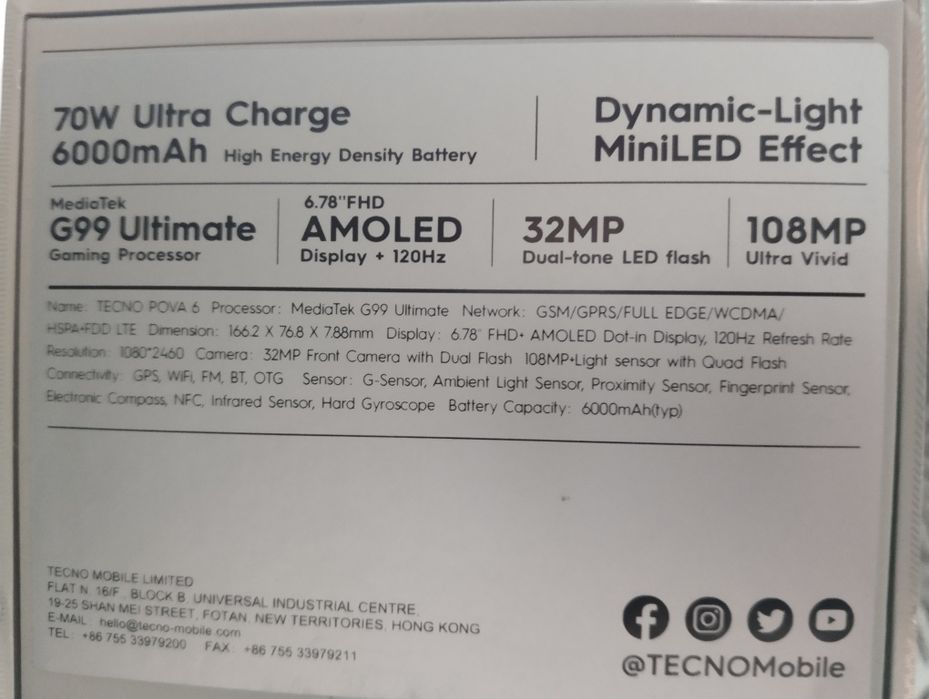 70W Ultra Charge
6000mAh High Energy Density Battery
Dynamic-Light
MiniLED Effect
MediaTek
G99 Ultimate
Gaming Processor
6.78"FHD
AMOLED
Display + 120Hz
32MP
Dual-tone LED flash
108MP
Ultra Vivid
Name: TECNO POVA 6 Processor: MediaTek G99 Ultimate Network: GSM/GPRS/FULL EDGE/WCDMA/
HSPA+FDD LTE Dimension: 166.2 X 76.8 X 7.88mm Display: 6.78" FHD+ AMOLED Dot-in Display, 120Hz Refresh Rate
Resolution: 1080*2460 Camera: 32MP Front Camera with Dual Flash 108MP+Light sensor with Quad Flash
Connectivity: GPS, WiFi, FM, BT, OTG Sensor: G-Sensor, Ambient Light Sensor, Proximity Sensor, Fingerprint Sensor,
Electronic Compass, NFC, Infrared Sensor, Hard Gyroscope Battery Capacity: 6000mAh(typ)
TECNO MOBILE LIMITED
FLAT N, 16/F., BLOCK B, UNIVERSAL INDUSTRIAL CENTRE,
19-25 SHAN MEI STREET, FOTAN, NEW TERRITORIES, HONG KONG
E-MAIL: hello@tecno-mobile.com
TEL: +86 755 33979200 FAX: +86 755 33979211
@TECNOMobile